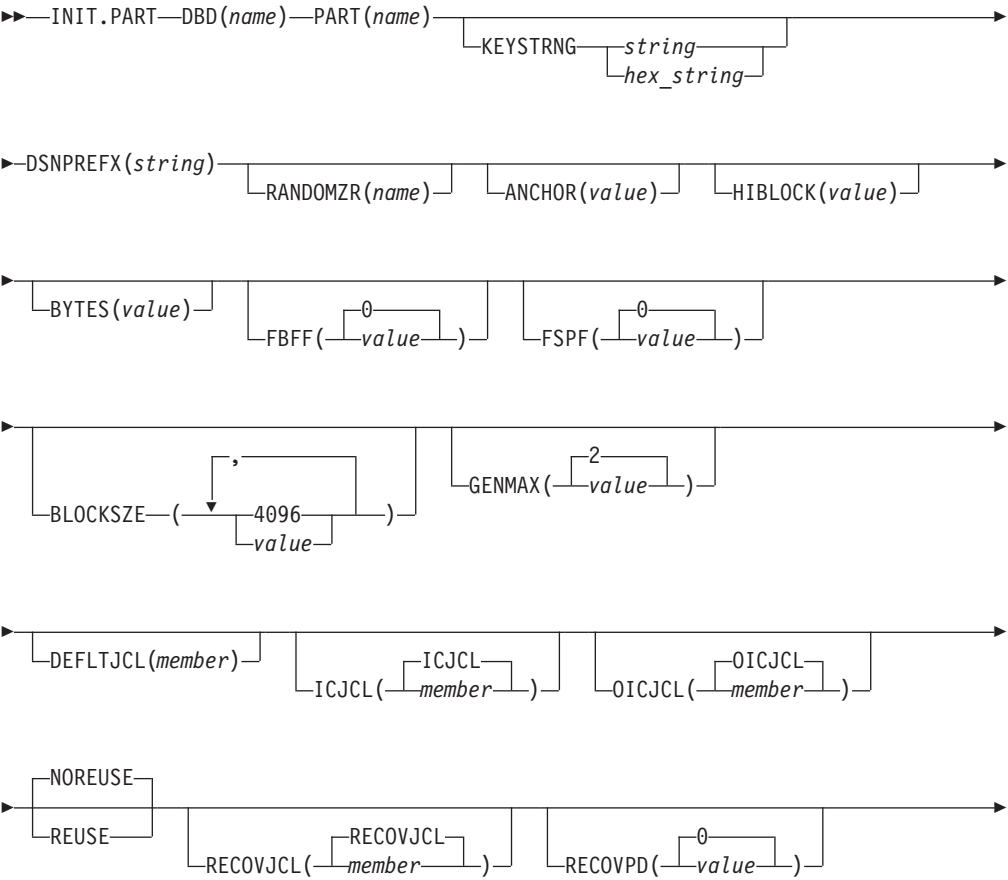 INIT.PART DBD(name) PART(name)
KEYSTRNG string
hex_string
DSNPREFX(string)
RANDOMZR(name) ANCHOR(value) HIBLOCK(value)
BYTES(value)
0
FBFF( value )
0
FSPF( value )
,
BLOCKSZE ( 4096 )
value
2
GENMAX( value )
DEFLTJCL(member)
ICJCL
ICJCL( member )
OICJCL
OICJCL( member )
NOREUSE
REUSE
RECOVJCL
RECOVJCL( member )
0
RECOVPD( value )